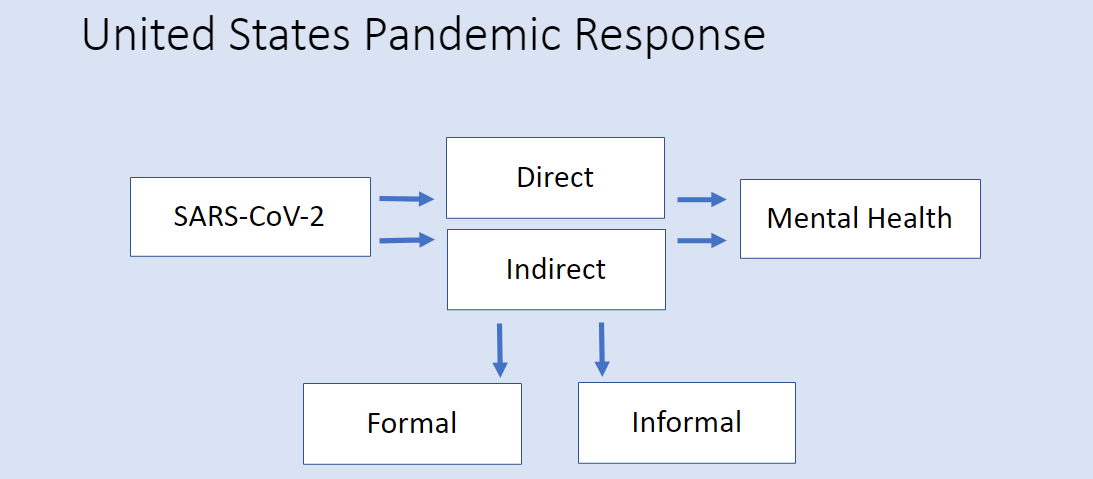 United States Pandemic Response
Direct
SARS-CoV-2
Mental Health
Indirect
Formal
Informal